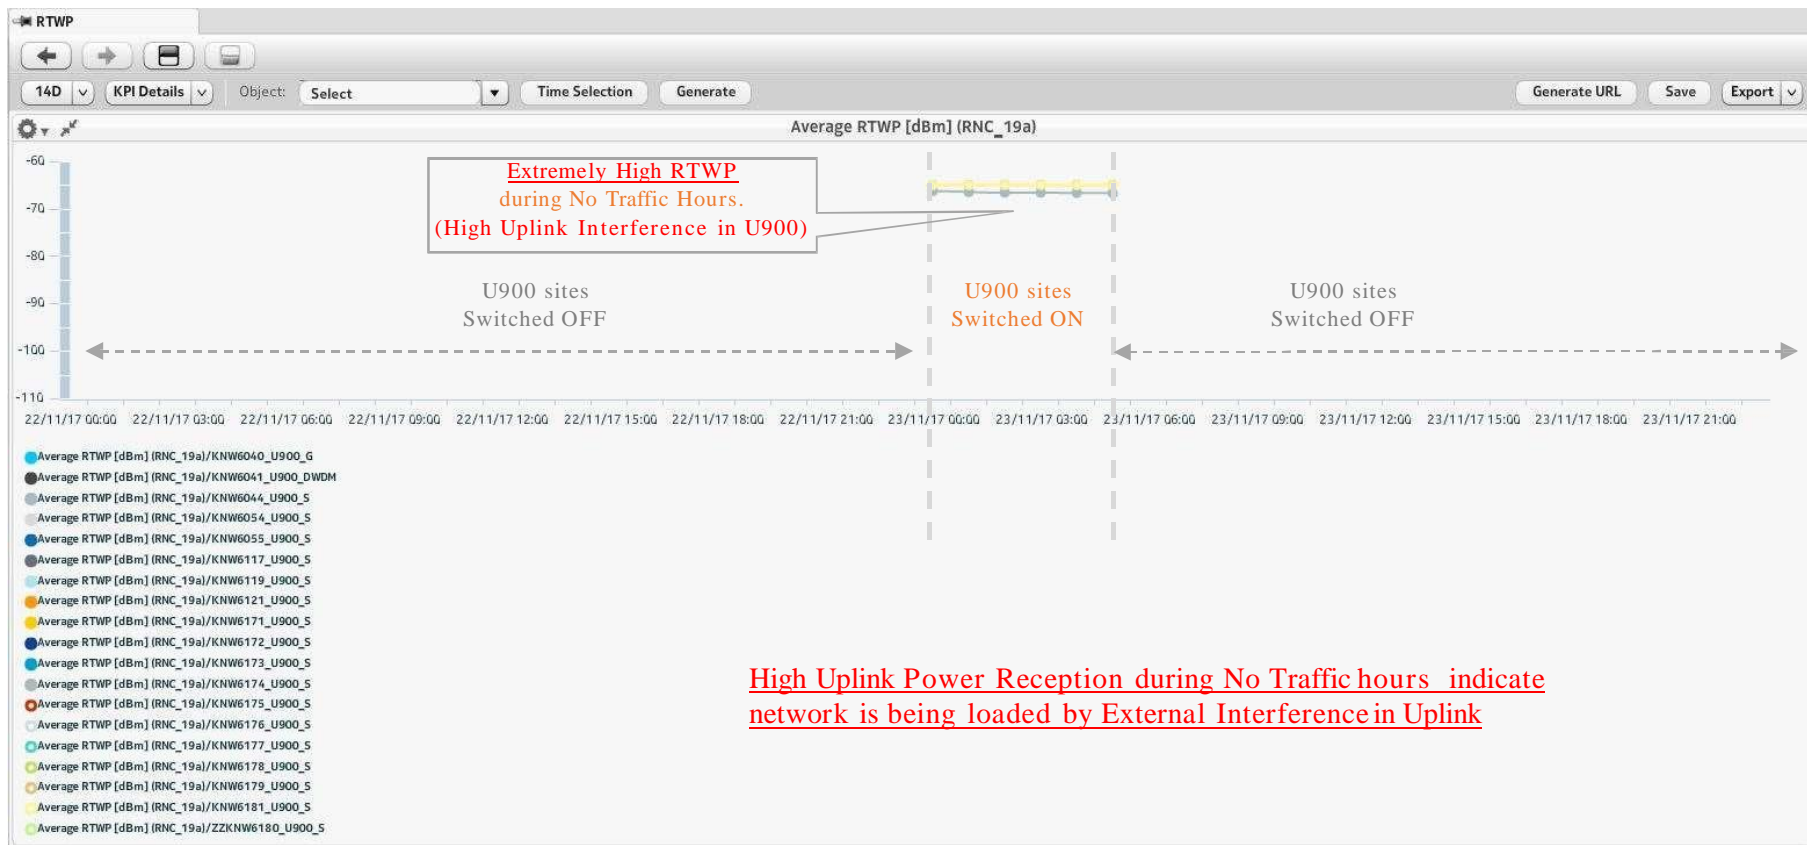 RTWP
14D
KPI Details
Object:
Select
Time Selection
Generate
Generate URL
Save
Export
Average RTWP [dBm] (RNC_19a)
-60
-70
-80
-90
-100
-110
Extremely High RTWP
during No Traffic Hours.
(High Uplink Interference in U900)
U900 sites
Switched OFF
U900 sites
Switched ON
U900 sites
Switched OFF
22/11/17 00:00 22/11/17 03:00 22/11/17 06:00 22/11/17 09:00 22/11/17 12:00 22/11/17 15:00 22/11/17 18:00 22/11/17 21:00 23/11/17 00:00 23/11/17 03:00 23/11/17 06:00 23/11/17 09:00 23/11/17 12:00 23/11/17 15:00 23/11/17 18:00 23/11/17 21:00
Average RTWP [dBm] (RNC_19a)/KNW6040_U900_G
Average RTWP [dBm] (RNC_19a)/KNW6041_U900_DWDM
Average RTWP [dBm] (RNC_19a)/KNW6044_U900_S
Average RTWP [dBm] (RNC_19a)/KNW6054_U900_S
Average RTWP [dBm] (RNC_19a)/KNW6055_U900_S
Average RTWP [dBm] (RNC_19a)/KNW6117_U900_S
Average RTWP [dBm] (RNC_19a)/KNW6119_U900_S
Average RTWP [dBm] (RNC_19a)/KNW6121_U900_S
Average RTWP [dBm] (RNC_19a)/KNW6171_U900_S
Average RTWP [dBm] (RNC_19a)/KNW6172_U900_S
Average RTWP [dBm] (RNC_19a)/KNW6173_U900_S
Average RTWP [dBm] (RNC_19a)/KNW6174_U900_S
Average RTWP [dBm] (RNC_19a)/KNW6175_U900_S
Average RTWP [dBm] (RNC_19a)/KNW6176_U900_S
Average RTWP [dBm] (RNC_19a)/KNW6177_U900_S
Average RTWP [dBm] (RNC_19a)/KNW6178_U900_S
Average RTWP [dBm] (RNC_19a)/KNW6179_U900_S
Average RTWP [dBm] (RNC_19a)/KNW6181_U900_S
Average RTWP [dBm] (RNC_19a)/ZZKNW6180_U900_S
High Uplink Power Reception during No Traffic hours indicate
network is being loaded by External Interference in Uplink